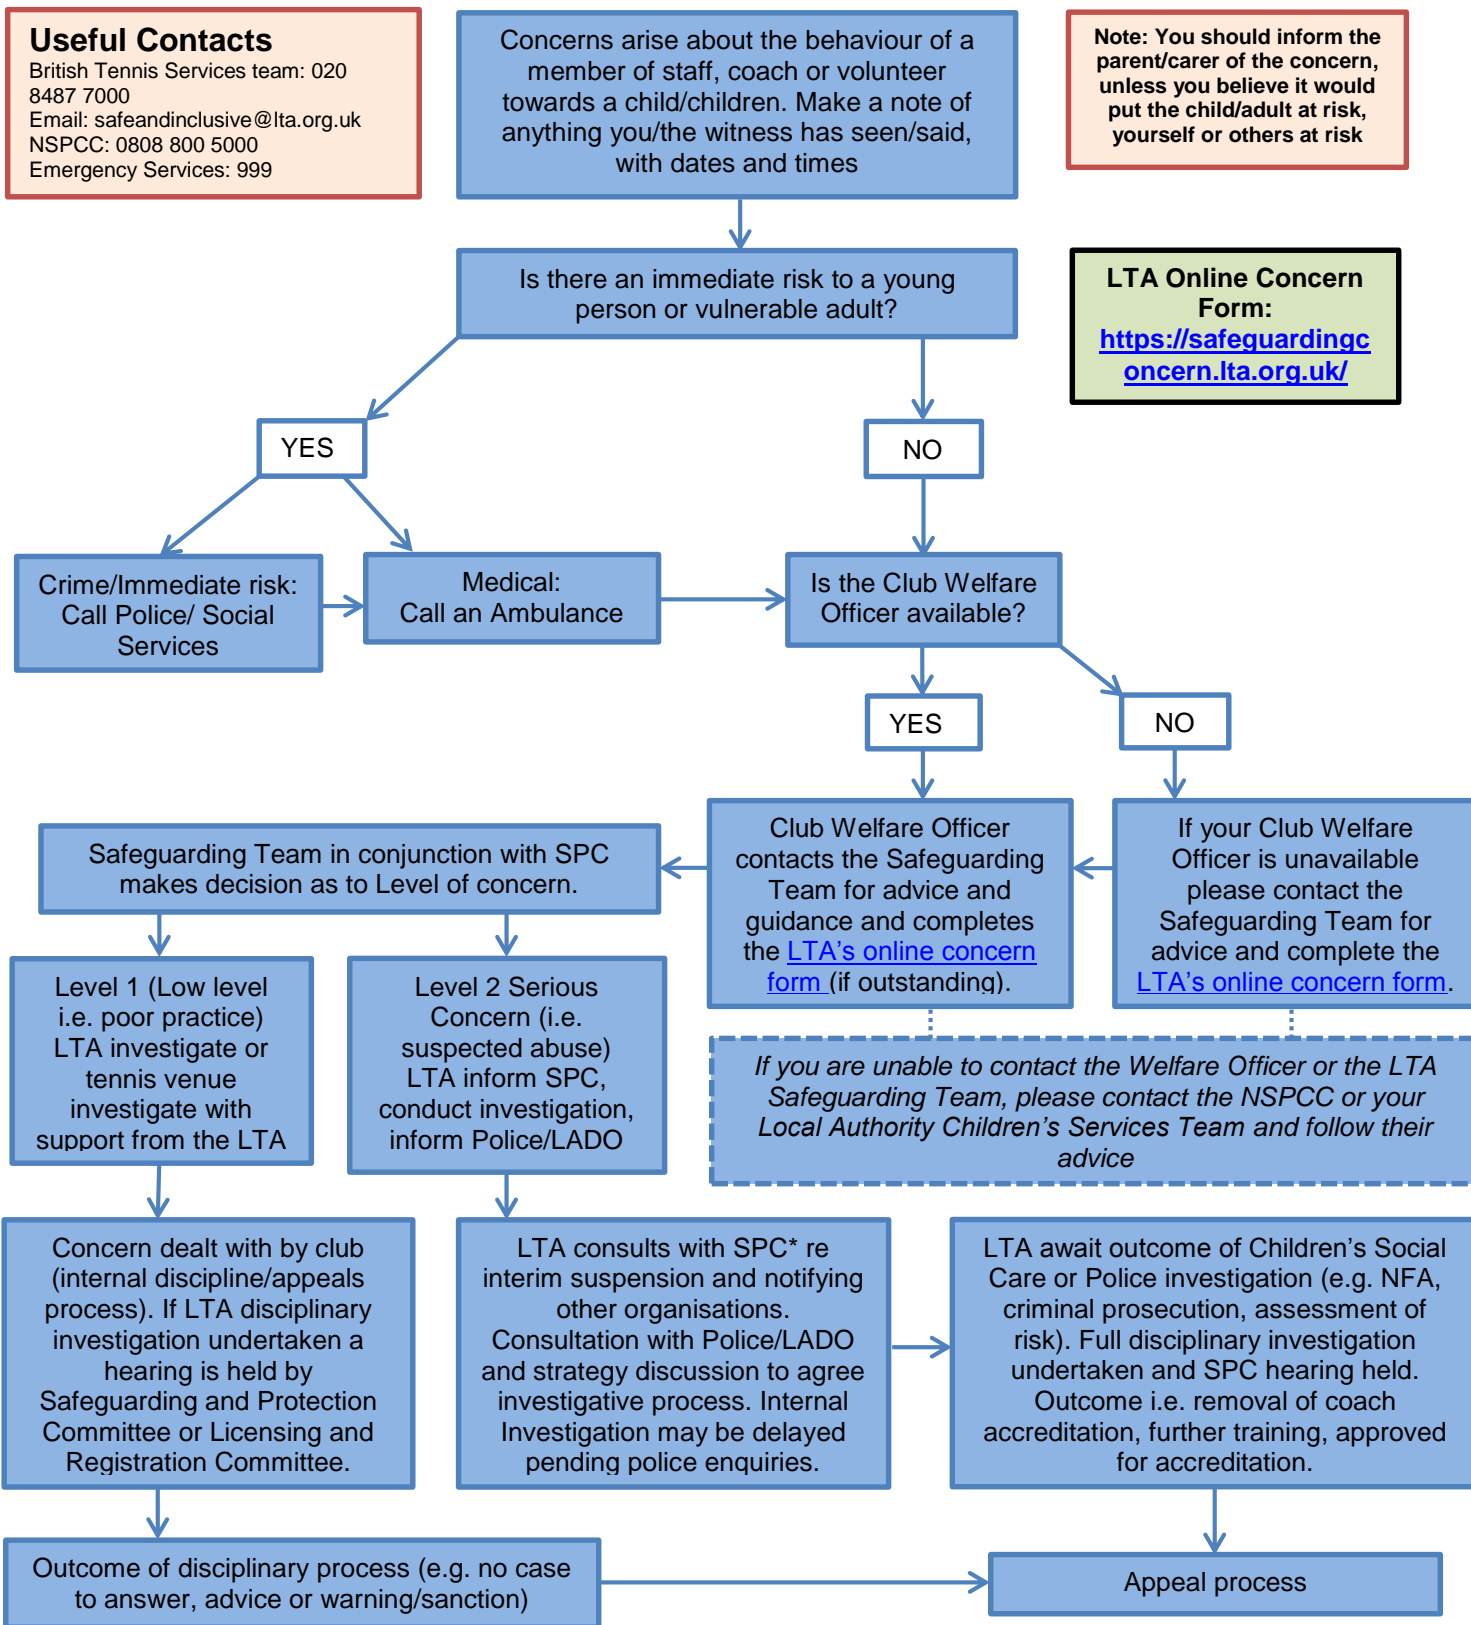 Useful Contacts
British Tennis Services team: 020
8487 7000
Email: safeandinclusive@lta.org.uk
NSPCC: 0808 800 5000
Emergency Services: 999
Concerns arise about the behaviour of a
member of staff, coach or volunteer
towards a child/children. Make a note of
anything you/the witness has seen/said,
with dates and times
Note: You should inform the
parent/carer of the concern,
unless you believe it would
put the child/adult at risk,
yourself or others at risk
Is there an immediate risk to a young
person or vulnerable adult?
LTA Online Concern
Form:
https://safeguardingc
oncern.lta.org.uk/
YES
NO
Crime/Immediate risk:
Call Police/ Social
Services
Medical:
Call an Ambulance
Is the Club Welfare
Officer available?
YES
NO
Safeguarding Team in conjunction with SPC
makes decision as to Level of concern.
Club Welfare Officer
contacts the Safeguarding
Team for advice and
guidance and completes
the LTA's online concern
form (if outstanding).
If your Club Welfare
Officer is unavailable
please contact the
Safeguarding Team for
advice and complete the
LTA's online concern form.
Level 1 (Low level
i.e. poor practice)
LTA investigate or
tennis venue
investigate with
support from the LTA
Level 2 Serious
Concern (i.e.
suspected abuse)
LTA inform SPC,
conduct investigation,
inform Police/LADO
If you are unable to contact the Welfare Officer or the LTA
Safeguarding Team, please contact the NSPCC or your
Local Authority Children's Services Team and follow their
advice
Concern dealt with by club
(internal discipline/appeals
process). If LTA disciplinary
investigation undertaken a
hearing is held by
Safeguarding and Protection
Committee or Licensing and
Registration Committee.
LTA consults with SPC* re
interim suspension and notifying
other organisations.
Consultation with Police/LADO
and strategy discussion to agree
investigative process. Internal
Investigation may be delayed
pending police enquiries.
LTA await outcome of Children's Social
Care or Police investigation (e.g. NFA,
criminal prosecution, assessment of
risk). Full disciplinary investigation
undertaken and SPC hearing held.
Outcome i.e. removal of coach
accreditation, further training, approved
for accreditation.
Outcome of disciplinary process (e.g. no case
to answer, advice or warning/sanction)
Appeal process